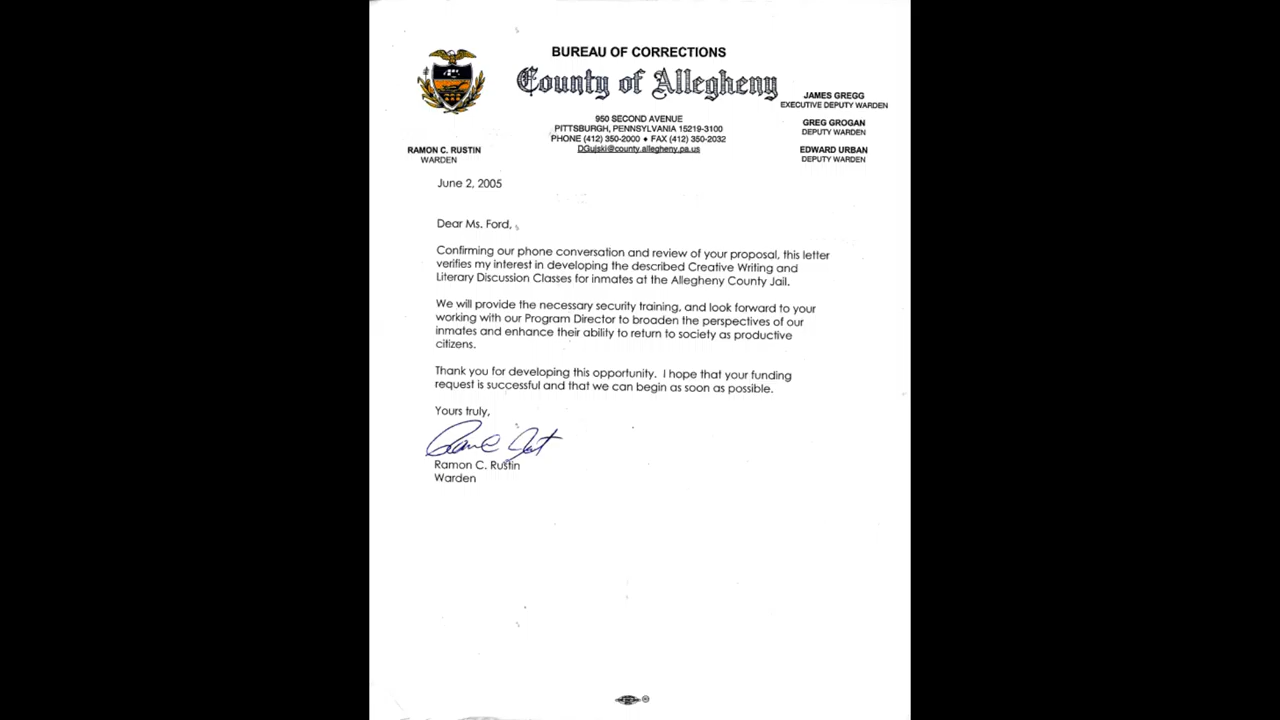 BUREAU OF CORRECTIONS
County of Allegheny
JAMES GREGG
EXECUTIVE DEPUTY WARDEN
950 SECOND AVENUE
PITTSBURGH, PENNSYLVANIA 15219-3100
PHONE (412) 350-2000 • FAX (412) 350-2032
DGujski@county.allegheny.pa.us
GREG GROGAN
DEPUTY WARDEN
RAMON C. RUSTIN
WARDEN
EDWARD URBAN
DEPUTY WARDEN
June 2, 2005
Dear Ms. Ford,
Confirming our phone conversation and review of your proposal, this letter
verifies my interest in developing the described Creative Writing and
Literary Discussion Classes for inmates at the Allegheny County Jail.
We will provide the necessary security training, and look forward to your
working with our Program Director to broaden the perspectives of our
inmates and enhance their ability to return to society as productive
citizens.
Thank you for developing this opportunity. I hope that your funding
request is successful and that we can begin as soon as possible.
Yours truly,
Ramon C. Rustin
Warden